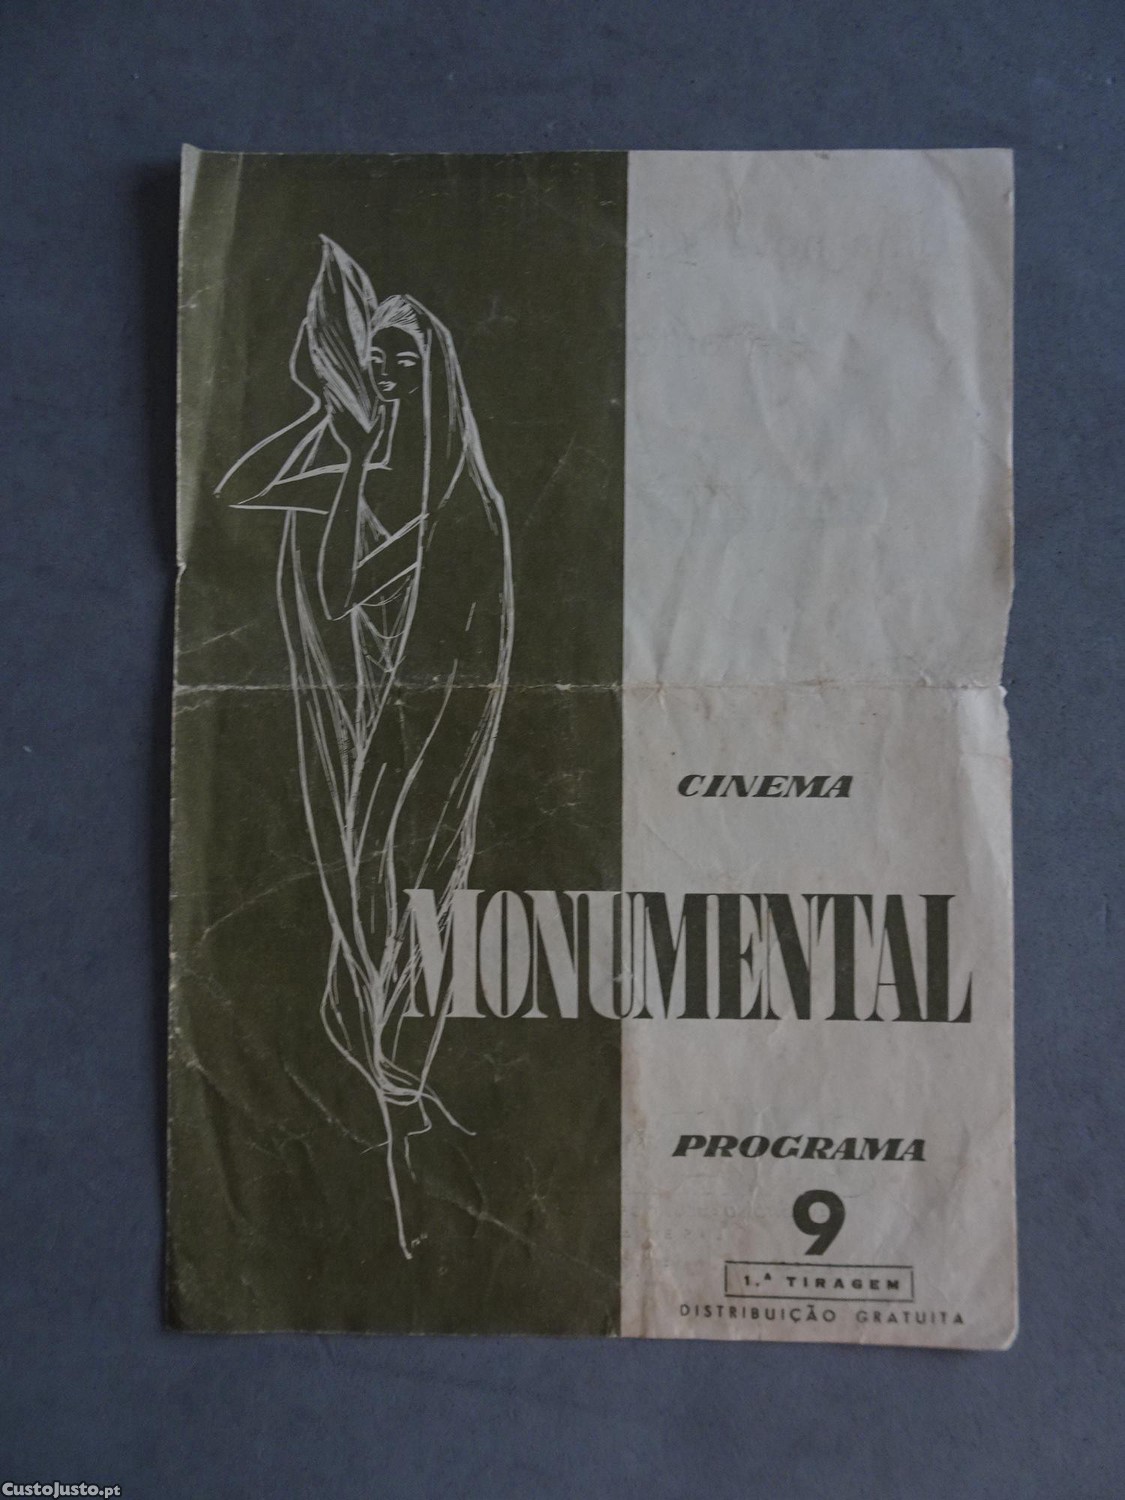 CINEMA
MONUMENTAL
PROGRAMA
9
1.ª TIRAGEM
DISTRIBUIÇÃO GRATUITA
CustoJusto.pt